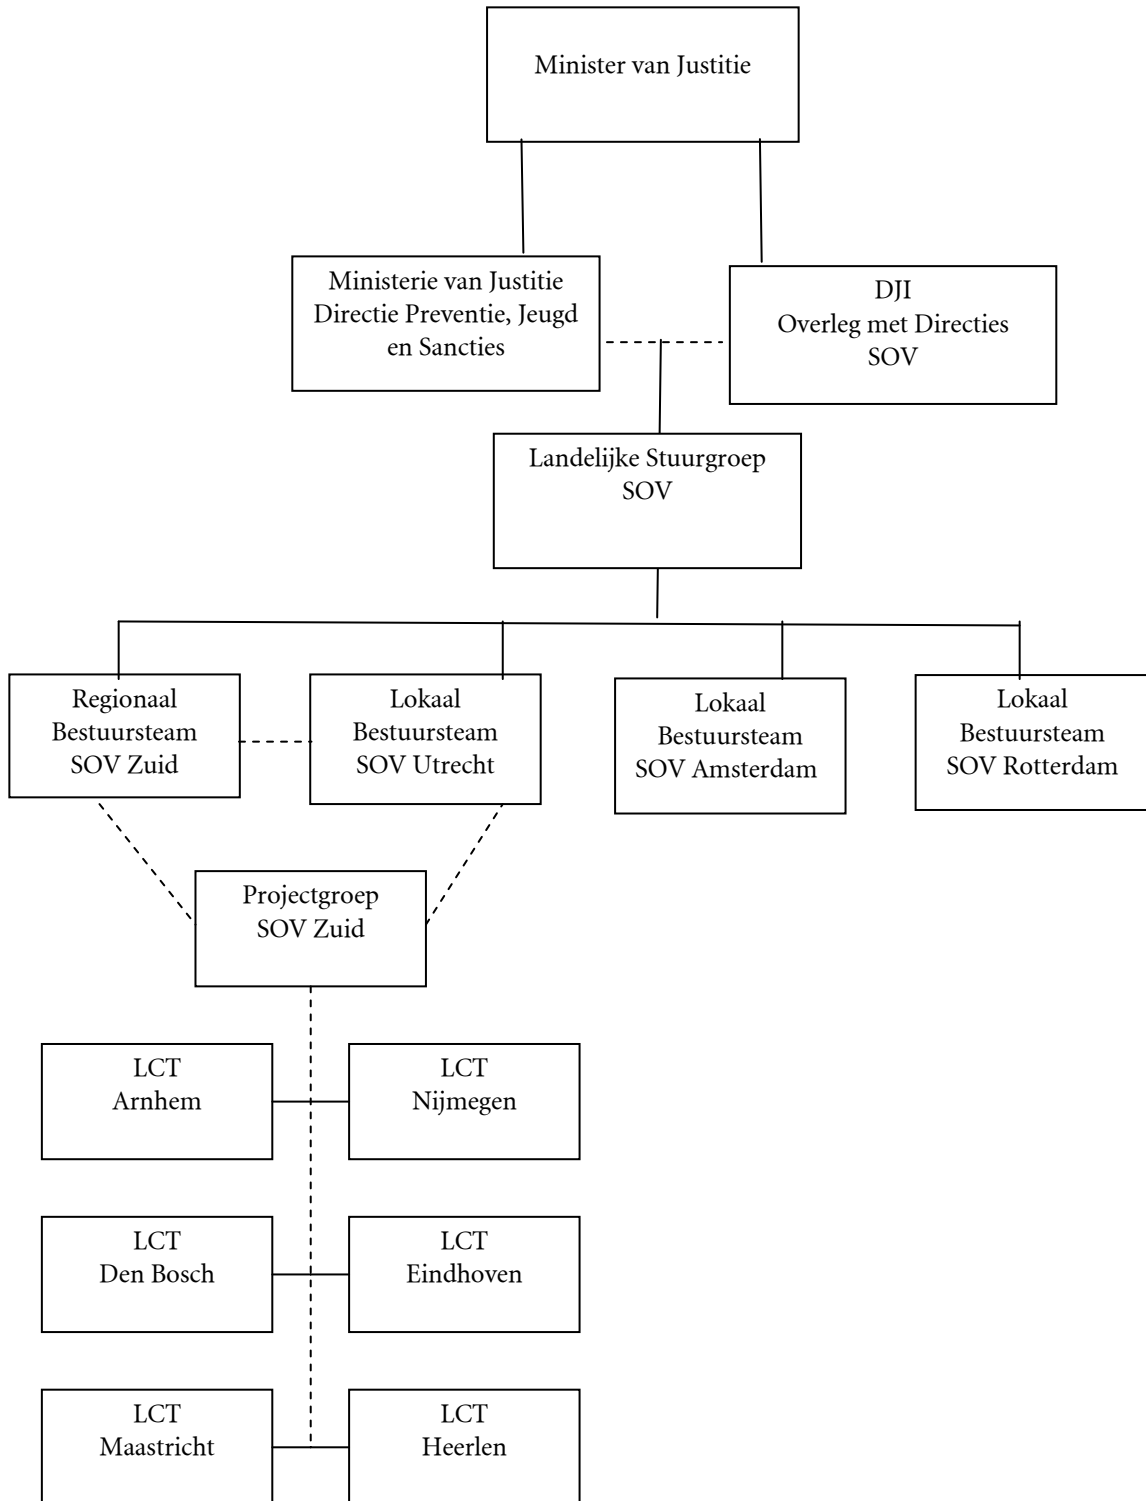 Minister van Justitie
Ministerie van Justitie
Directie Preventie, Jeugd
en Sancties
DJI
Overleg met Directies
SOV
Landelijke Stuurgroep
SOV
Regionaal
Bestuursteam
SOV Zuid
Lokaal
Bestuursteam
SOV Utrecht
Lokaal
Bestuursteam
SOV Amsterdam
Lokaal
Bestuursteam
SOV Rotterdam
Projectgroep
SOV Zuid
LCT
Arnhem
LCT
Nijmegen
LCT
Den Bosch
LCT
Eindhoven
LCT
Maastricht
LCT
Heerlen